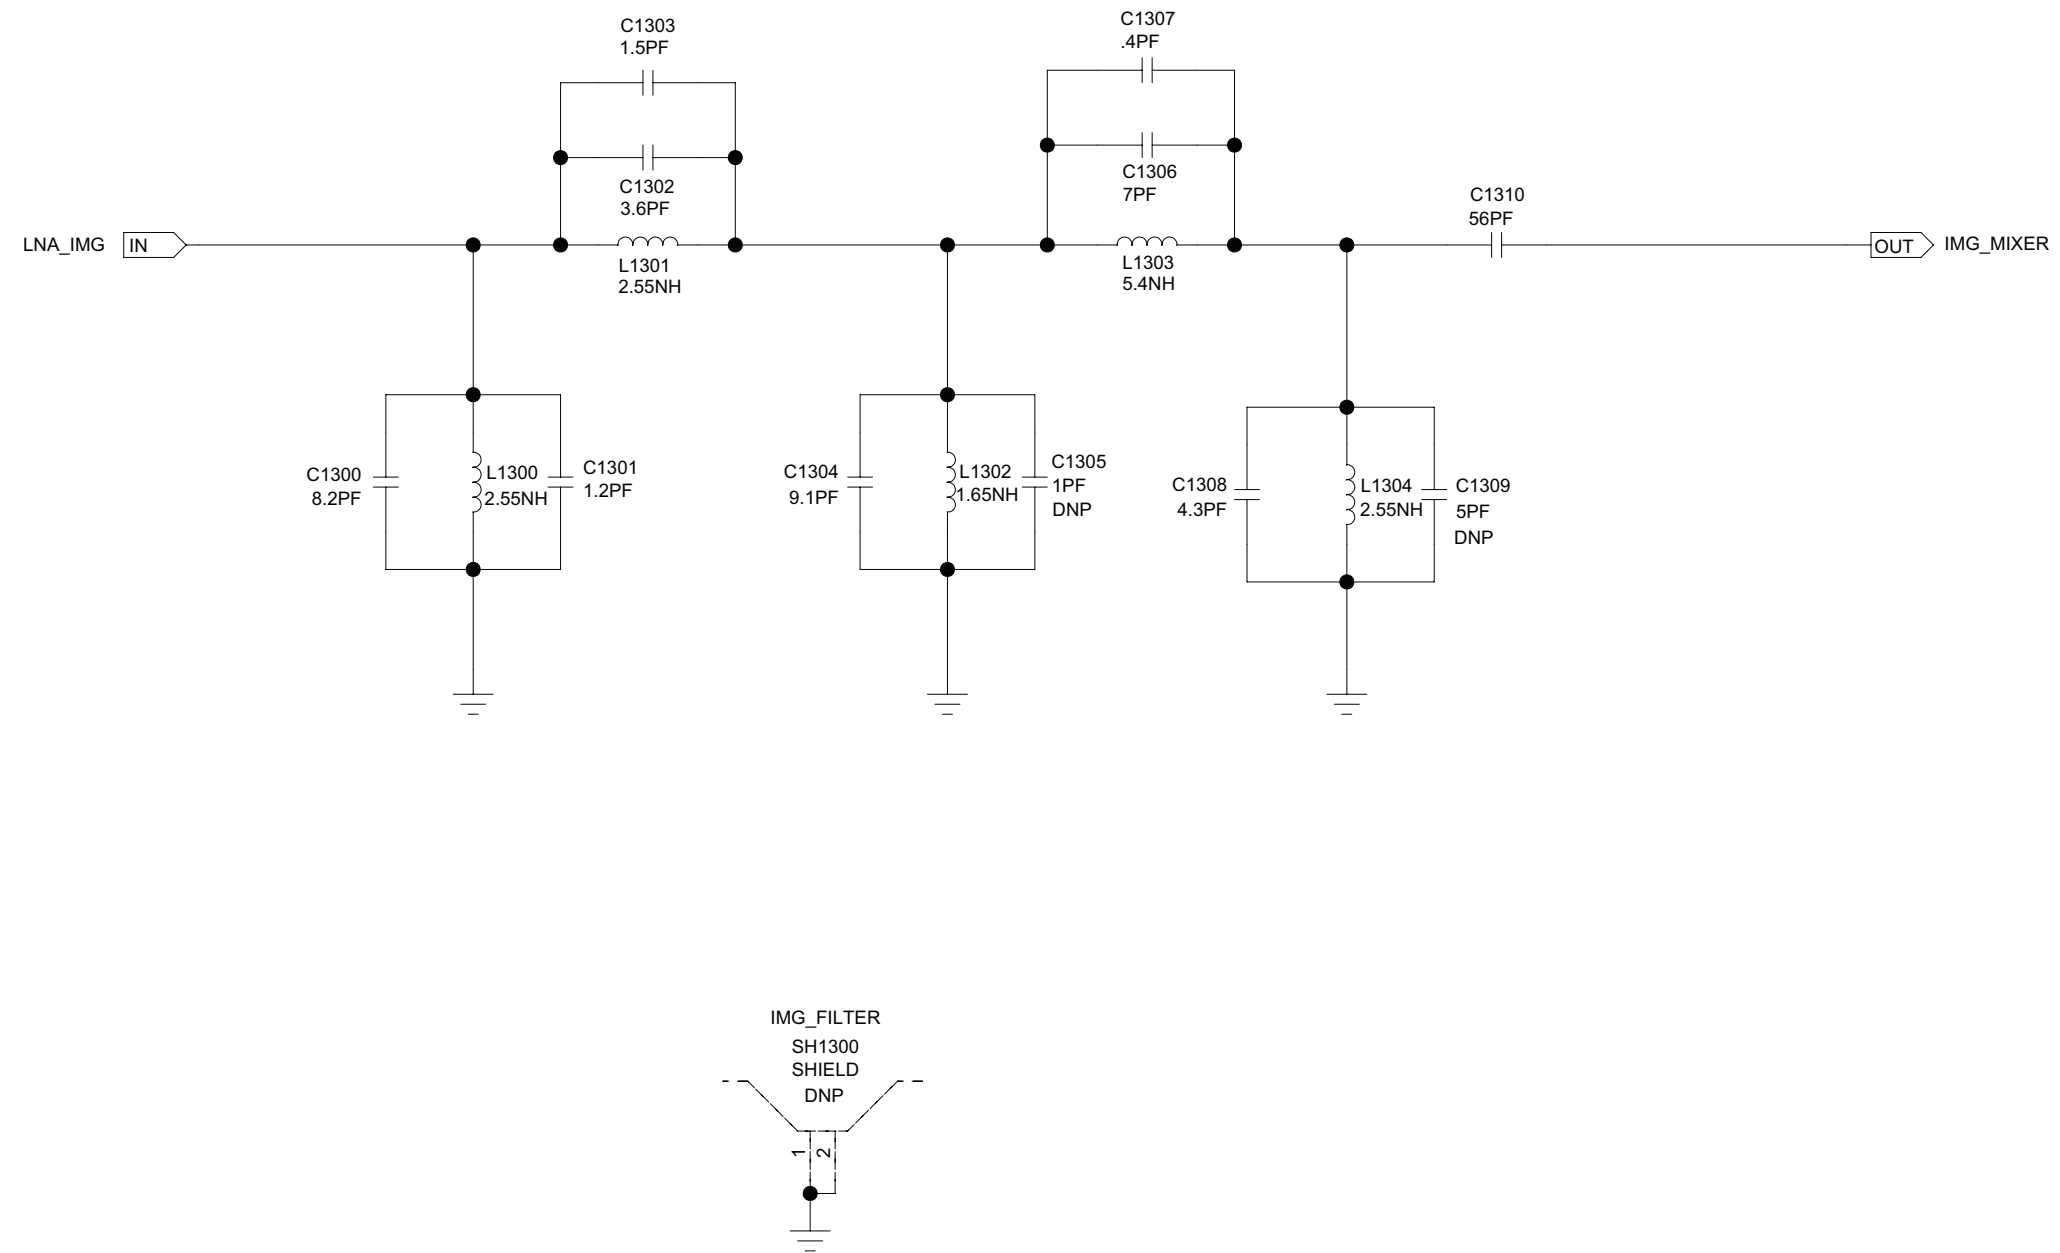 C1303
1.5PF
C1307
.4PF
C1302
3.6PF
C1306
7PF
C1310
56PF
LNA_IMG IN
OUT IMG_MIXER
L1301
2.55NH
L1303
5.4NH
C1300
8.2PF
L1300
2.55NH
C1301
1.2PF
C1304
9.1PF
L1302
1.65NH
C1305
1PF
DNP
C1308
4.3PF
L1304
2.55NH
C1309
5PF
DNP
IMG_FILTER
SH1300
SHIELD
DNP
1
2